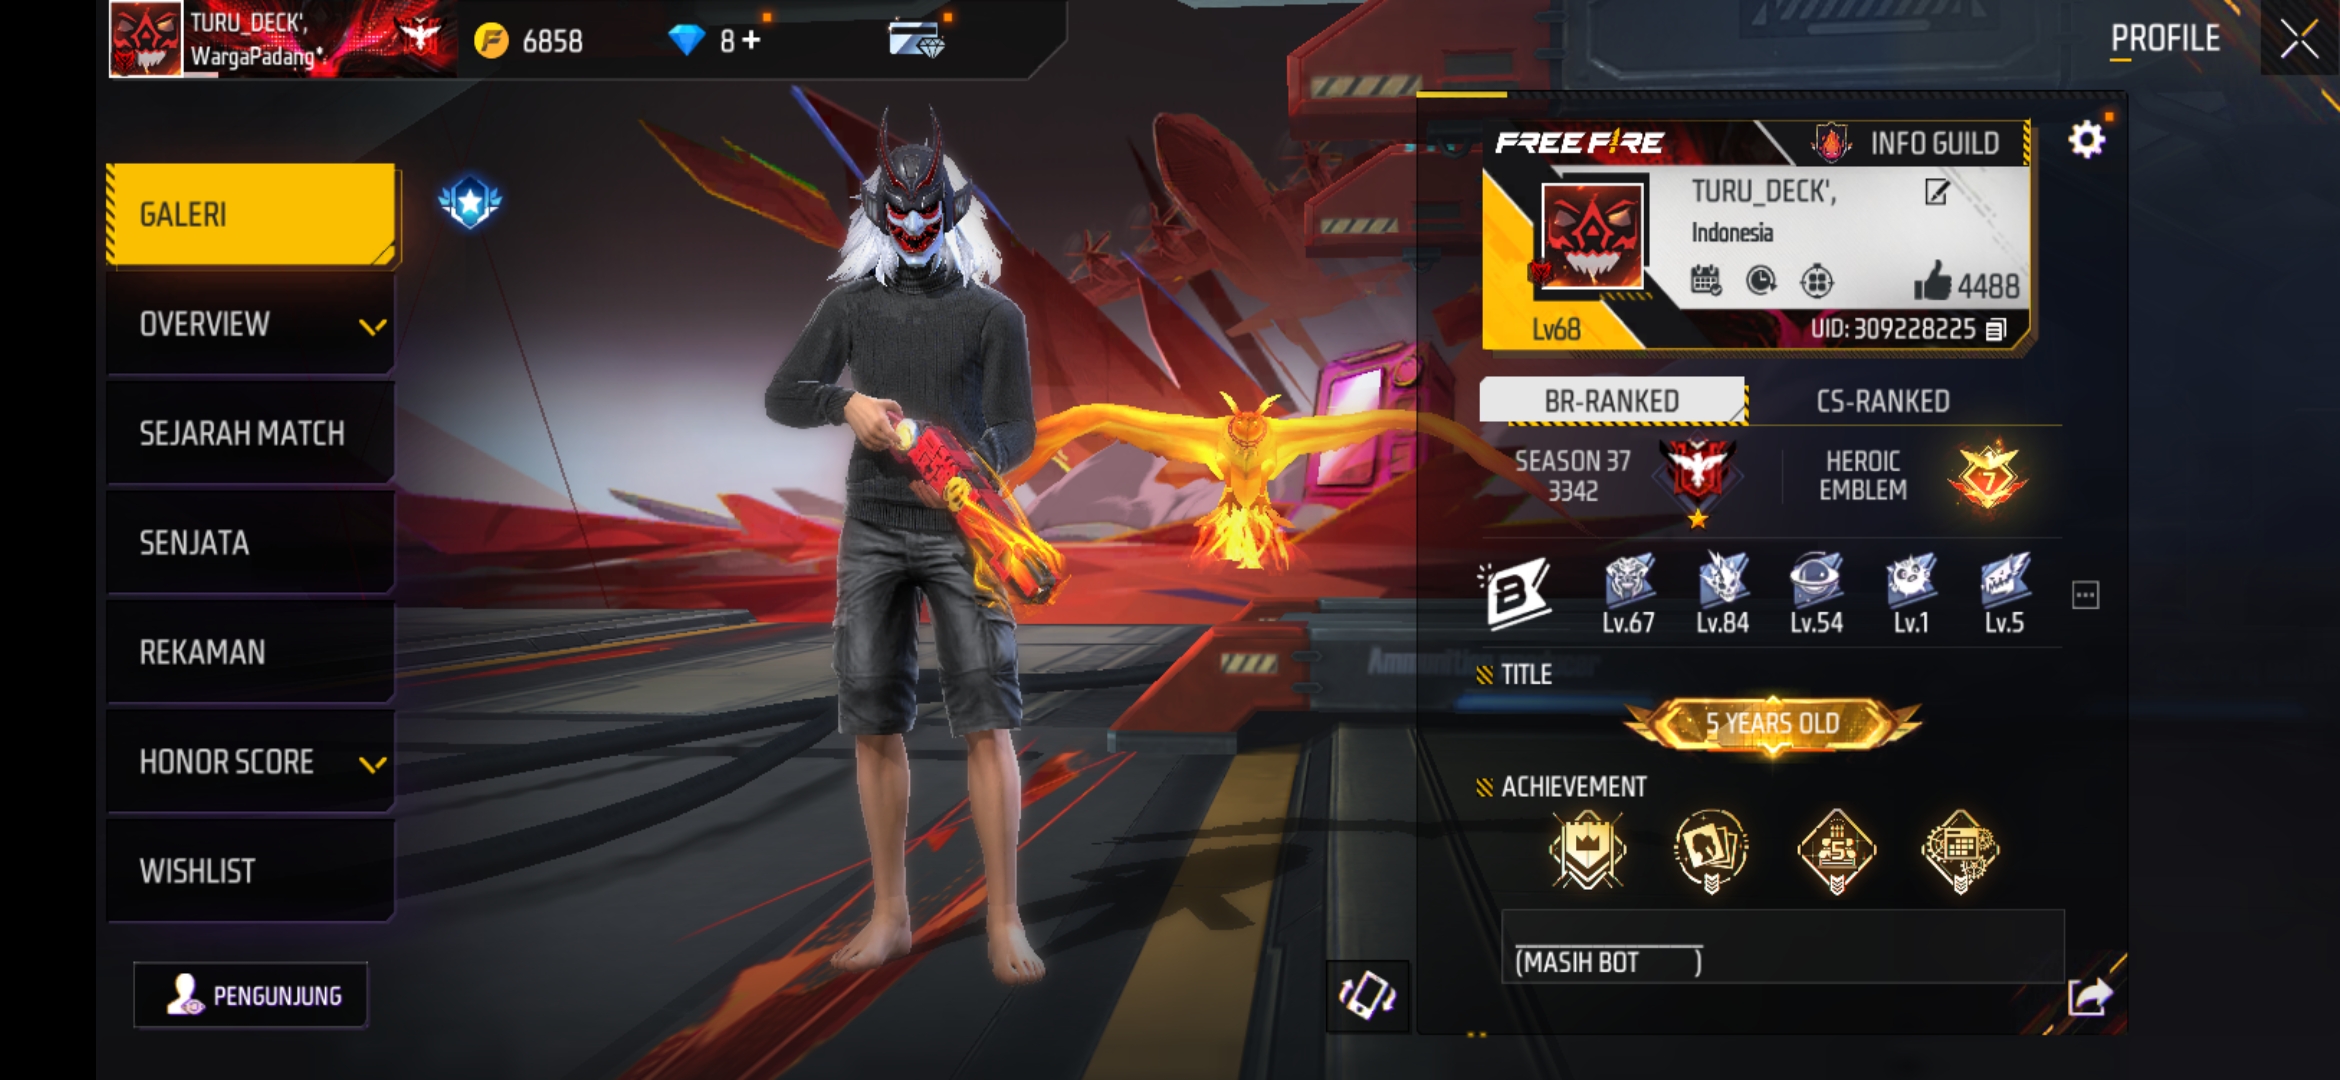 TURU_DECK',
WargaPadang*.
6858
8+
PROFILE
GALERI
OVERVIEW
SEJARAH MATCH
SENJATA
REKAMAN
HONOR SCORE
WISHLIST
PENGUNJUNG
FREE FIRE
INFO GUILD
TURU_DECK',
Indonesia
4488
Lv68
UID: 309228225
BR-RANKED
CS-RANKED
SEASON 37
3342
HEROIC
EMBLEM
7
B
Lv.67
Lv.84
Lv.54
Lv.1
Lv.5
TITLE
5 YEARS OLD
ACHIEVEMENT
5
(MASIH BOT )